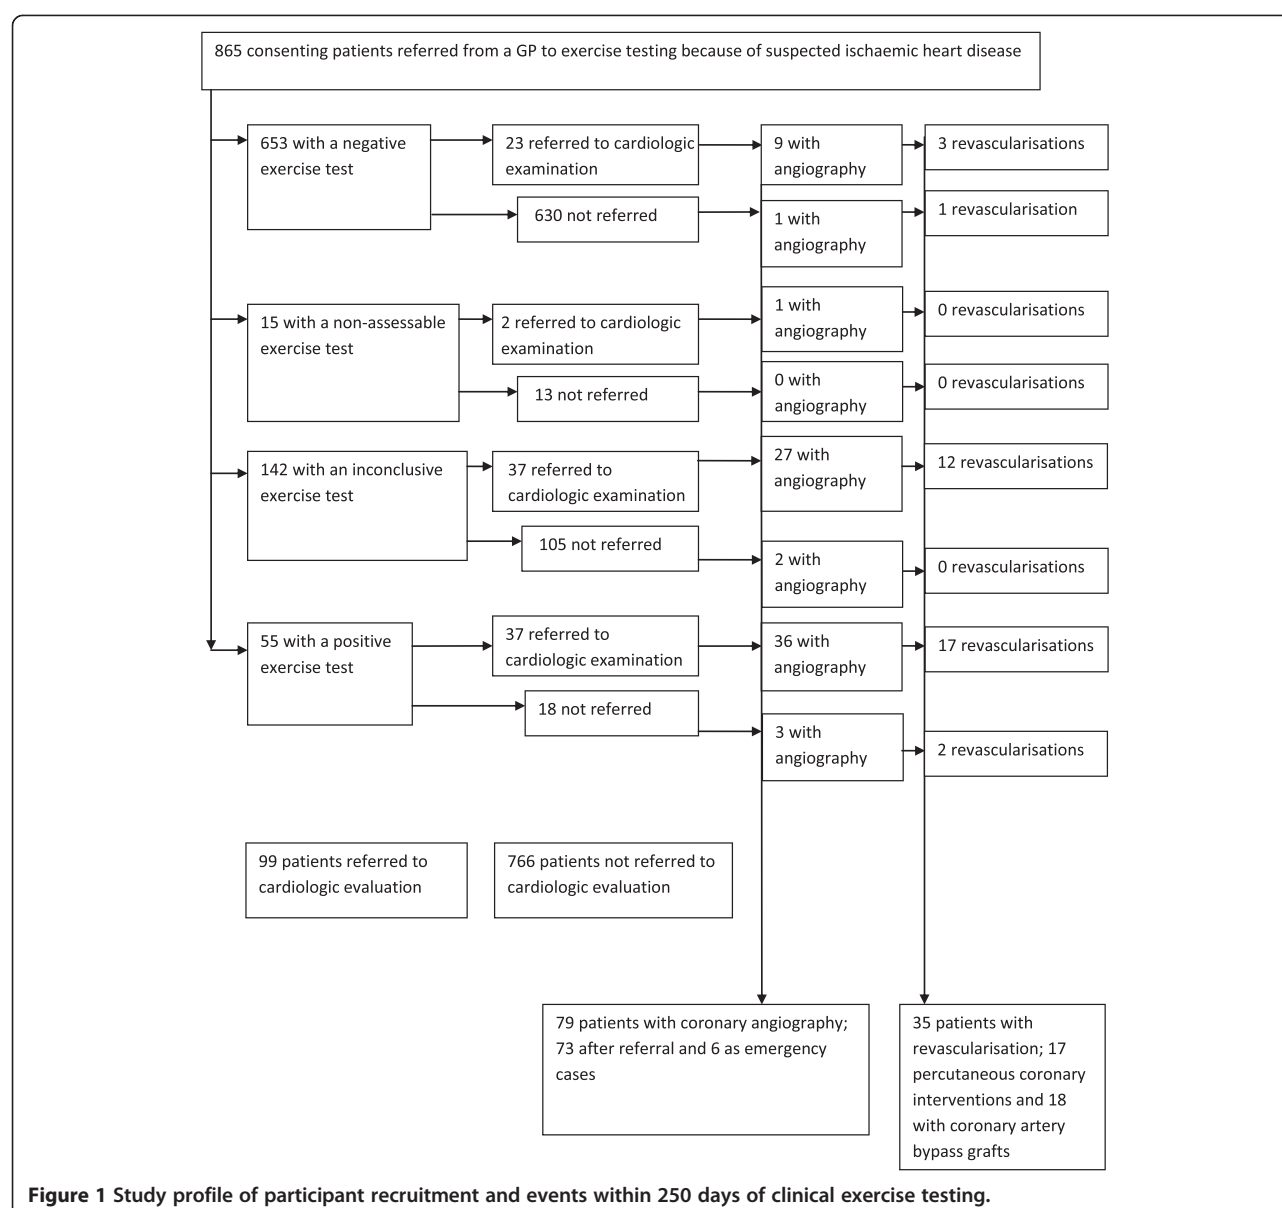 865 consenting patients referred from a GP to exercise testing because of suspected ischaemic heart disease
653 with a negative
exercise test
23 referred to cardiologic
examination
9 with
angiography
3 revascularisations
630 not referred
1 with
angiography
1 revascularisation
15 with a non-assessable
exercise test
2 referred to cardiologic
examination
1 with
angiography
0 revascularisations
13 not referred
0 with
angiography
0 revascularisations
142 with an inconclusive
exercise test
37 referred to
cardiologic examination
27 with
angiography
12 revascularisations
105 not referred
2 with
angiography
0 revascularisations
55 with a positive
exercise test
37 referred to
cardiologic examination
36 with
angiography
17 revascularisations
18 not referred
3 with
angiography
2 revascularisations
99 patients referred to
cardiologic evaluation
766 patients not referred to
cardiologic evaluation
79 patients with coronary angiography;
73 after referral and 6 as emergency
cases
35 patients with
revascularisation; 17
percutaneous coronary
interventions and 18
with coronary artery
bypass grafts
Figure 1 Study profile of participant recruitment and events within 250 days of clinical exercise testing.